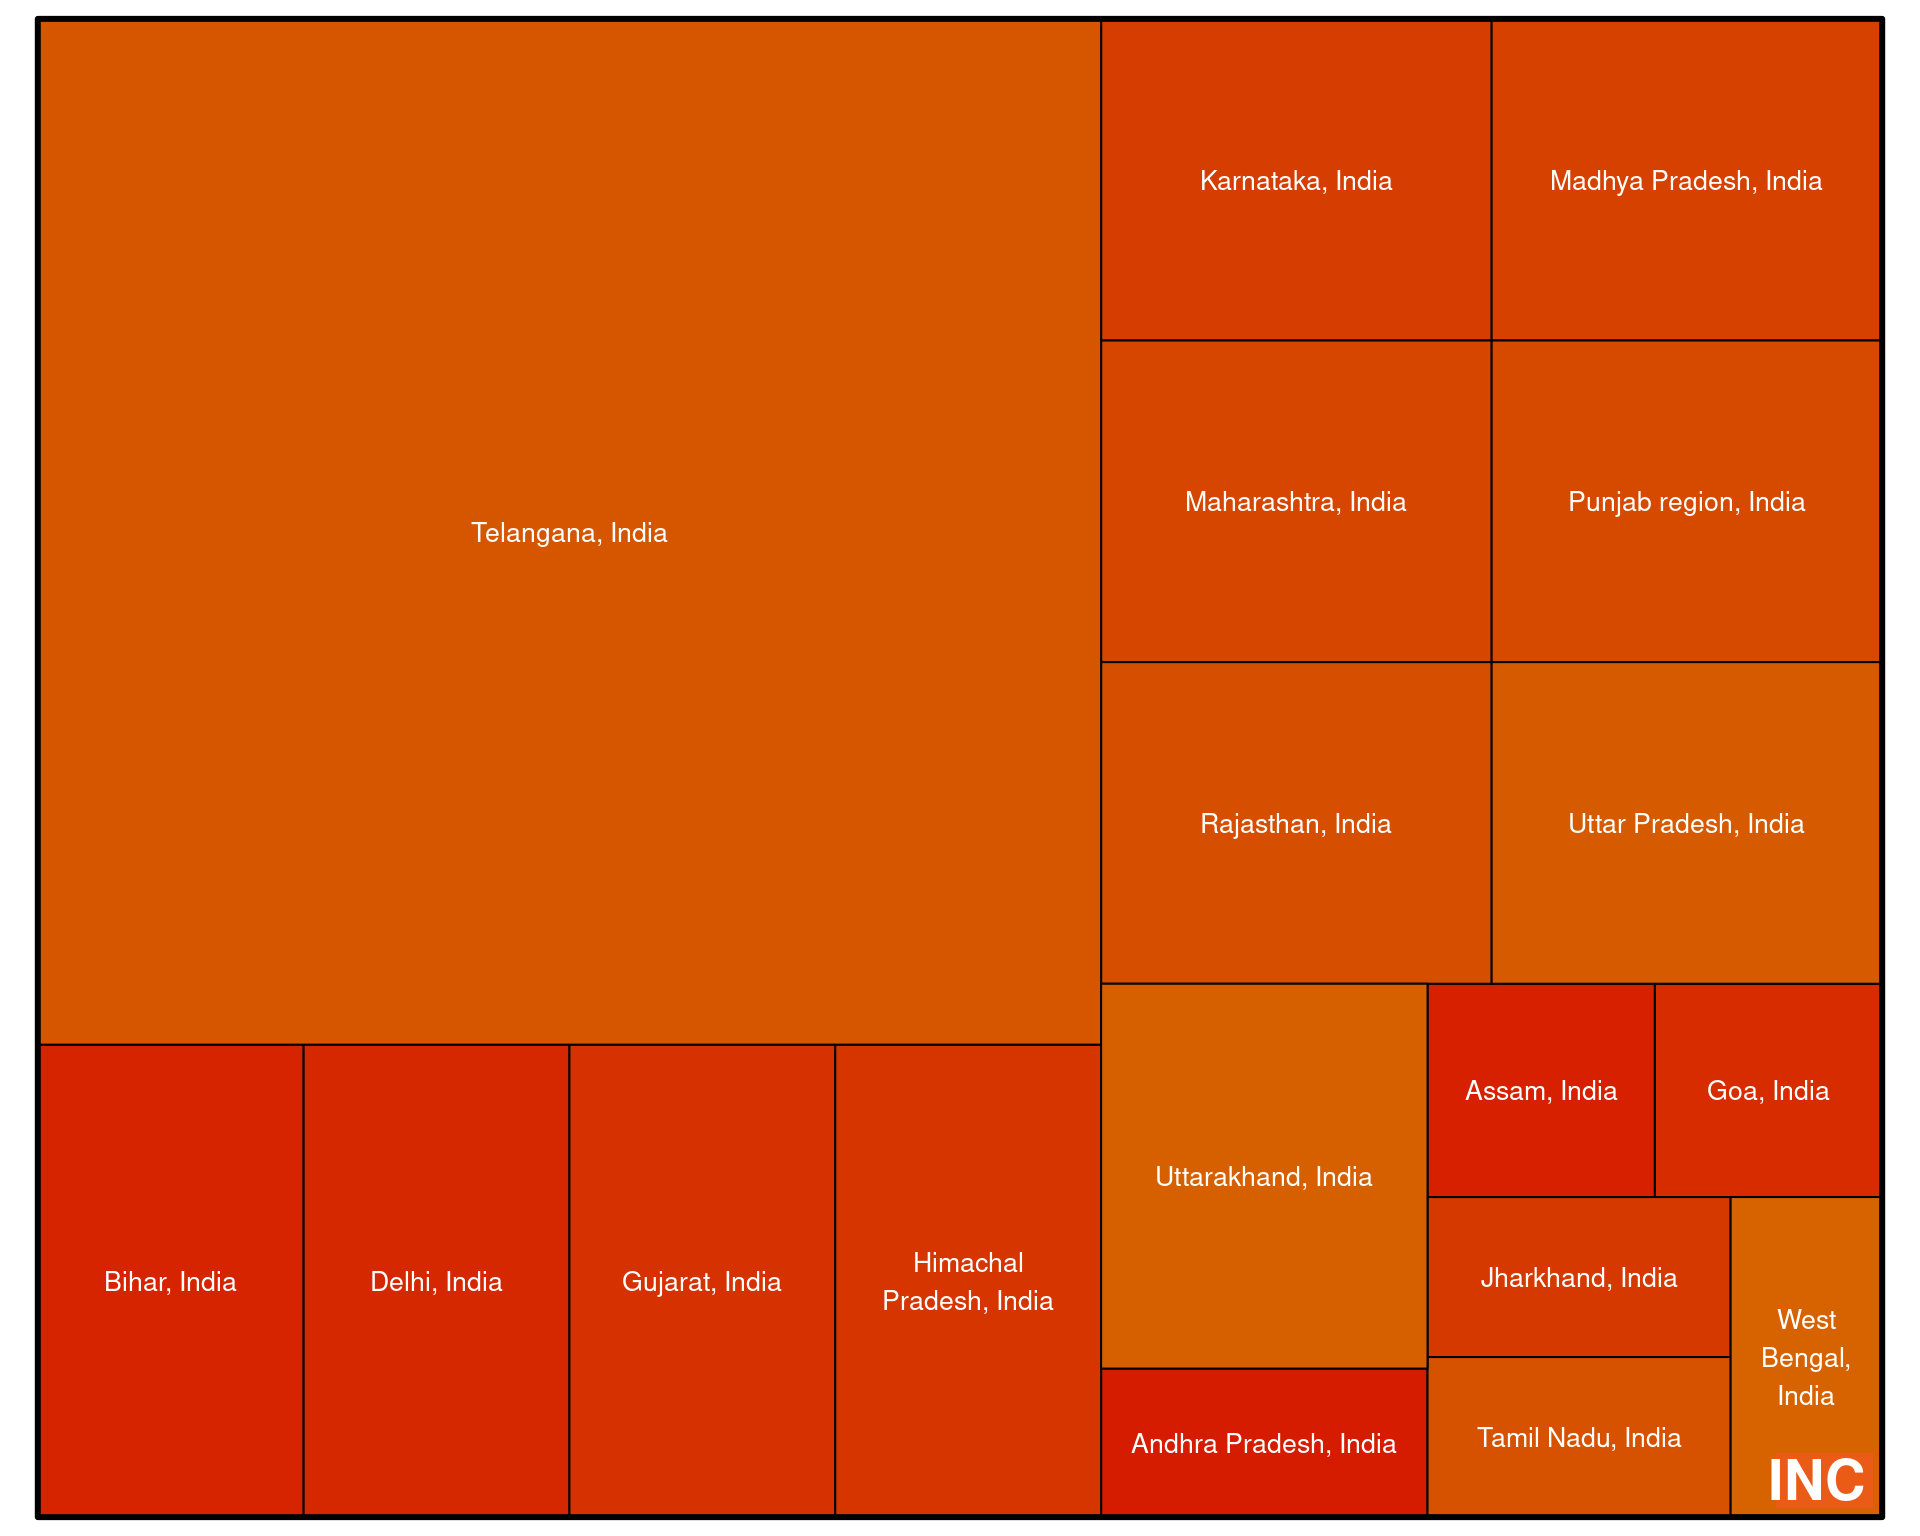 Telangana, India
Karnataka, India
Madhya Pradesh, India
Maharashtra, India
Punjab region, India
Rajasthan, India
Uttar Pradesh, India
Bihar, India
Delhi, India
Gujarat, India
Himachal
Pradesh, India
Uttarakhand, India
Assam, India
Goa, India
Jharkhand, India
West
Bengal,
India
Andhra Pradesh, India
Tamil Nadu, India
INC